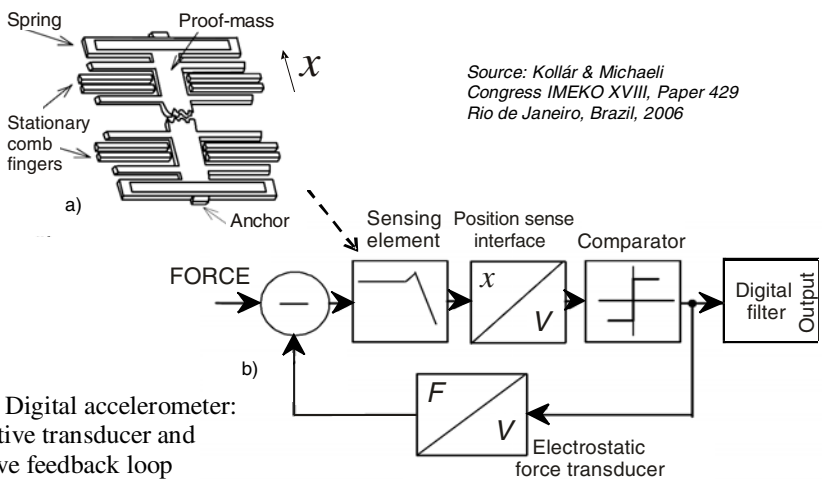 Spring
Proof-mass
x
Source: Kollár & Michaeli
Congress IMEKO XVIII, Paper 429
Rio de Janeiro, Brazil, 2006
Stationary
comb
fingers
a)
Anchor
Sensing
element
Position sense
interface
Comparator
FORCE
x
V
Digital
filter
Output
b)
F
V
Electrostatic
force transducer
Digital accelerometer:
tive transducer and
ve feedback loop